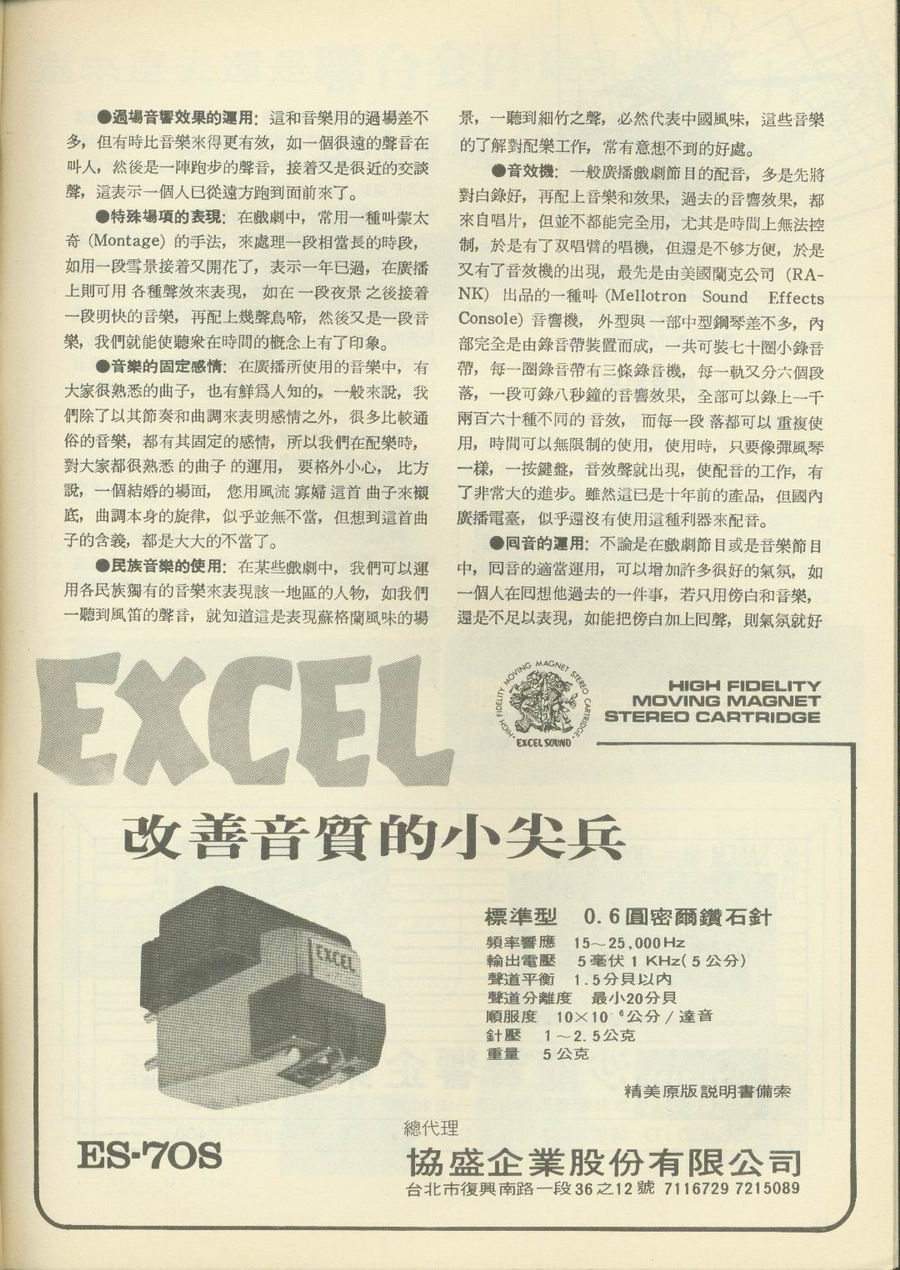 ●過場音響效果的運用：這和音樂用的過場差不
多，但有時比音樂來得更有效，如一個很遠的聲音在
叫人，然後是一陣跑步的聲音，接着又是很近的交談
聲，這表示一個人已從遠方跑到面前來了。
●特殊場項的表現：在戲劇中，常用一種叫蒙太
奇 (Montage) 的手法，來處理一段相當長的時段，
如用一段雪景接着又開花了，表示一年已過，在廣播
上則可用各種聲效來表現，如在一段夜景之後接着
一段明快的音樂，再配上幾聲鳥啼，然後又是一段音
樂，我們就能使聽衆在時間的概念上有了印象。
●音樂的固定感情：在廣播所使用的音樂中，有
大家很熟悉的曲子，也有鮮爲人知的。一般來說，我
們除了以其節奏和曲調來表明感情之外，很多比較通
俗的音樂，都有其固定的感情，所以我們在配樂時，
對大家都很熟悉的曲子的運用，要格外小心，比方
說，一個結婚的場面，您用風流寡婦這首曲子來襯
底，曲調本身的旋律，似乎並無不當，但想到這首曲
子的含義，都是大大的不當了。
●民族音樂的使用：在某些戲劇中，我們可以運
用各民族獨有的音樂來表現該一地區的人物，如我們
一聽到風笛的聲音，就知道這是表現蘇格蘭風味的場
景，一聽到細竹之聲，必然代表中國風味，這些音樂
的了解對配樂工作，常有意想不到的好處。
●音效機：一般廣播戲劇節目的配音，多是先將
對白錄好，再配上音樂和效果，過去的音響效果，都
來自唱片，但並不都能完全用，尤其是時間上無法控
制，於是有了双唱臂的唱機，但還是不够方便，於是
又有了音效機的出現，最先是由美國蘭克公司 (RA-
NK) 出品的一種叫 (Mellotron Sound Effects
Console) 音響機，外型與一部中型鋼琴差不多，內
部完全是由錄音帶裝置而成，一共可裝七十圈小錄音
帶，每一圈錄音帶有三條錄音機，每一軌又分六個段
落，一段可錄八秒鐘的音響效果，全部可以錄上一千
兩百六十種不同的音效，而每一段落都可以重複使
用，時間可以無限制的使用，使用時，只要像彈風琴
一樣，一按鍵盤，音效聲就出現，使配音的工作，有
了非常大的進步。雖然這已是十年前的產品，但國內
廣播電臺，似乎還沒有使用這種利器來配音。
●囘音的運用：不論是在戲劇節目或是音樂節目
中，囘音的適當運用，可以增加許多很好的氣氛，如
一個人在囘想他過去的一件事，若只用傍白和音樂，
還是不足以表現，如能把傍白加上囘聲，則氣氛就好
EXCEL
HIGH FIDELITY MOVING MAGNET STEREO CARTRIDGE
EXCEL SOUND
HIGH FIDELITY
MOVING MAGNET
STEREO CARTRIDGE
改善音質的小尖兵
EXCEL
標準型 0.6圓密爾鑽石針
頻率響應 15～25,000Hz
輸出電壓 5毫伏1 KHz(5公分)
聲道平衡 1.5分貝以內
聲道分離度 最小20分貝
順服度 10×10⁻⁶公分/達音
針壓 1～2.5公克
重量 5公克
精美原版説明書備索
ES-70S
總代理
協盛企業股份有限公司
台北市復興南路一段36之12號 7116729 7215089